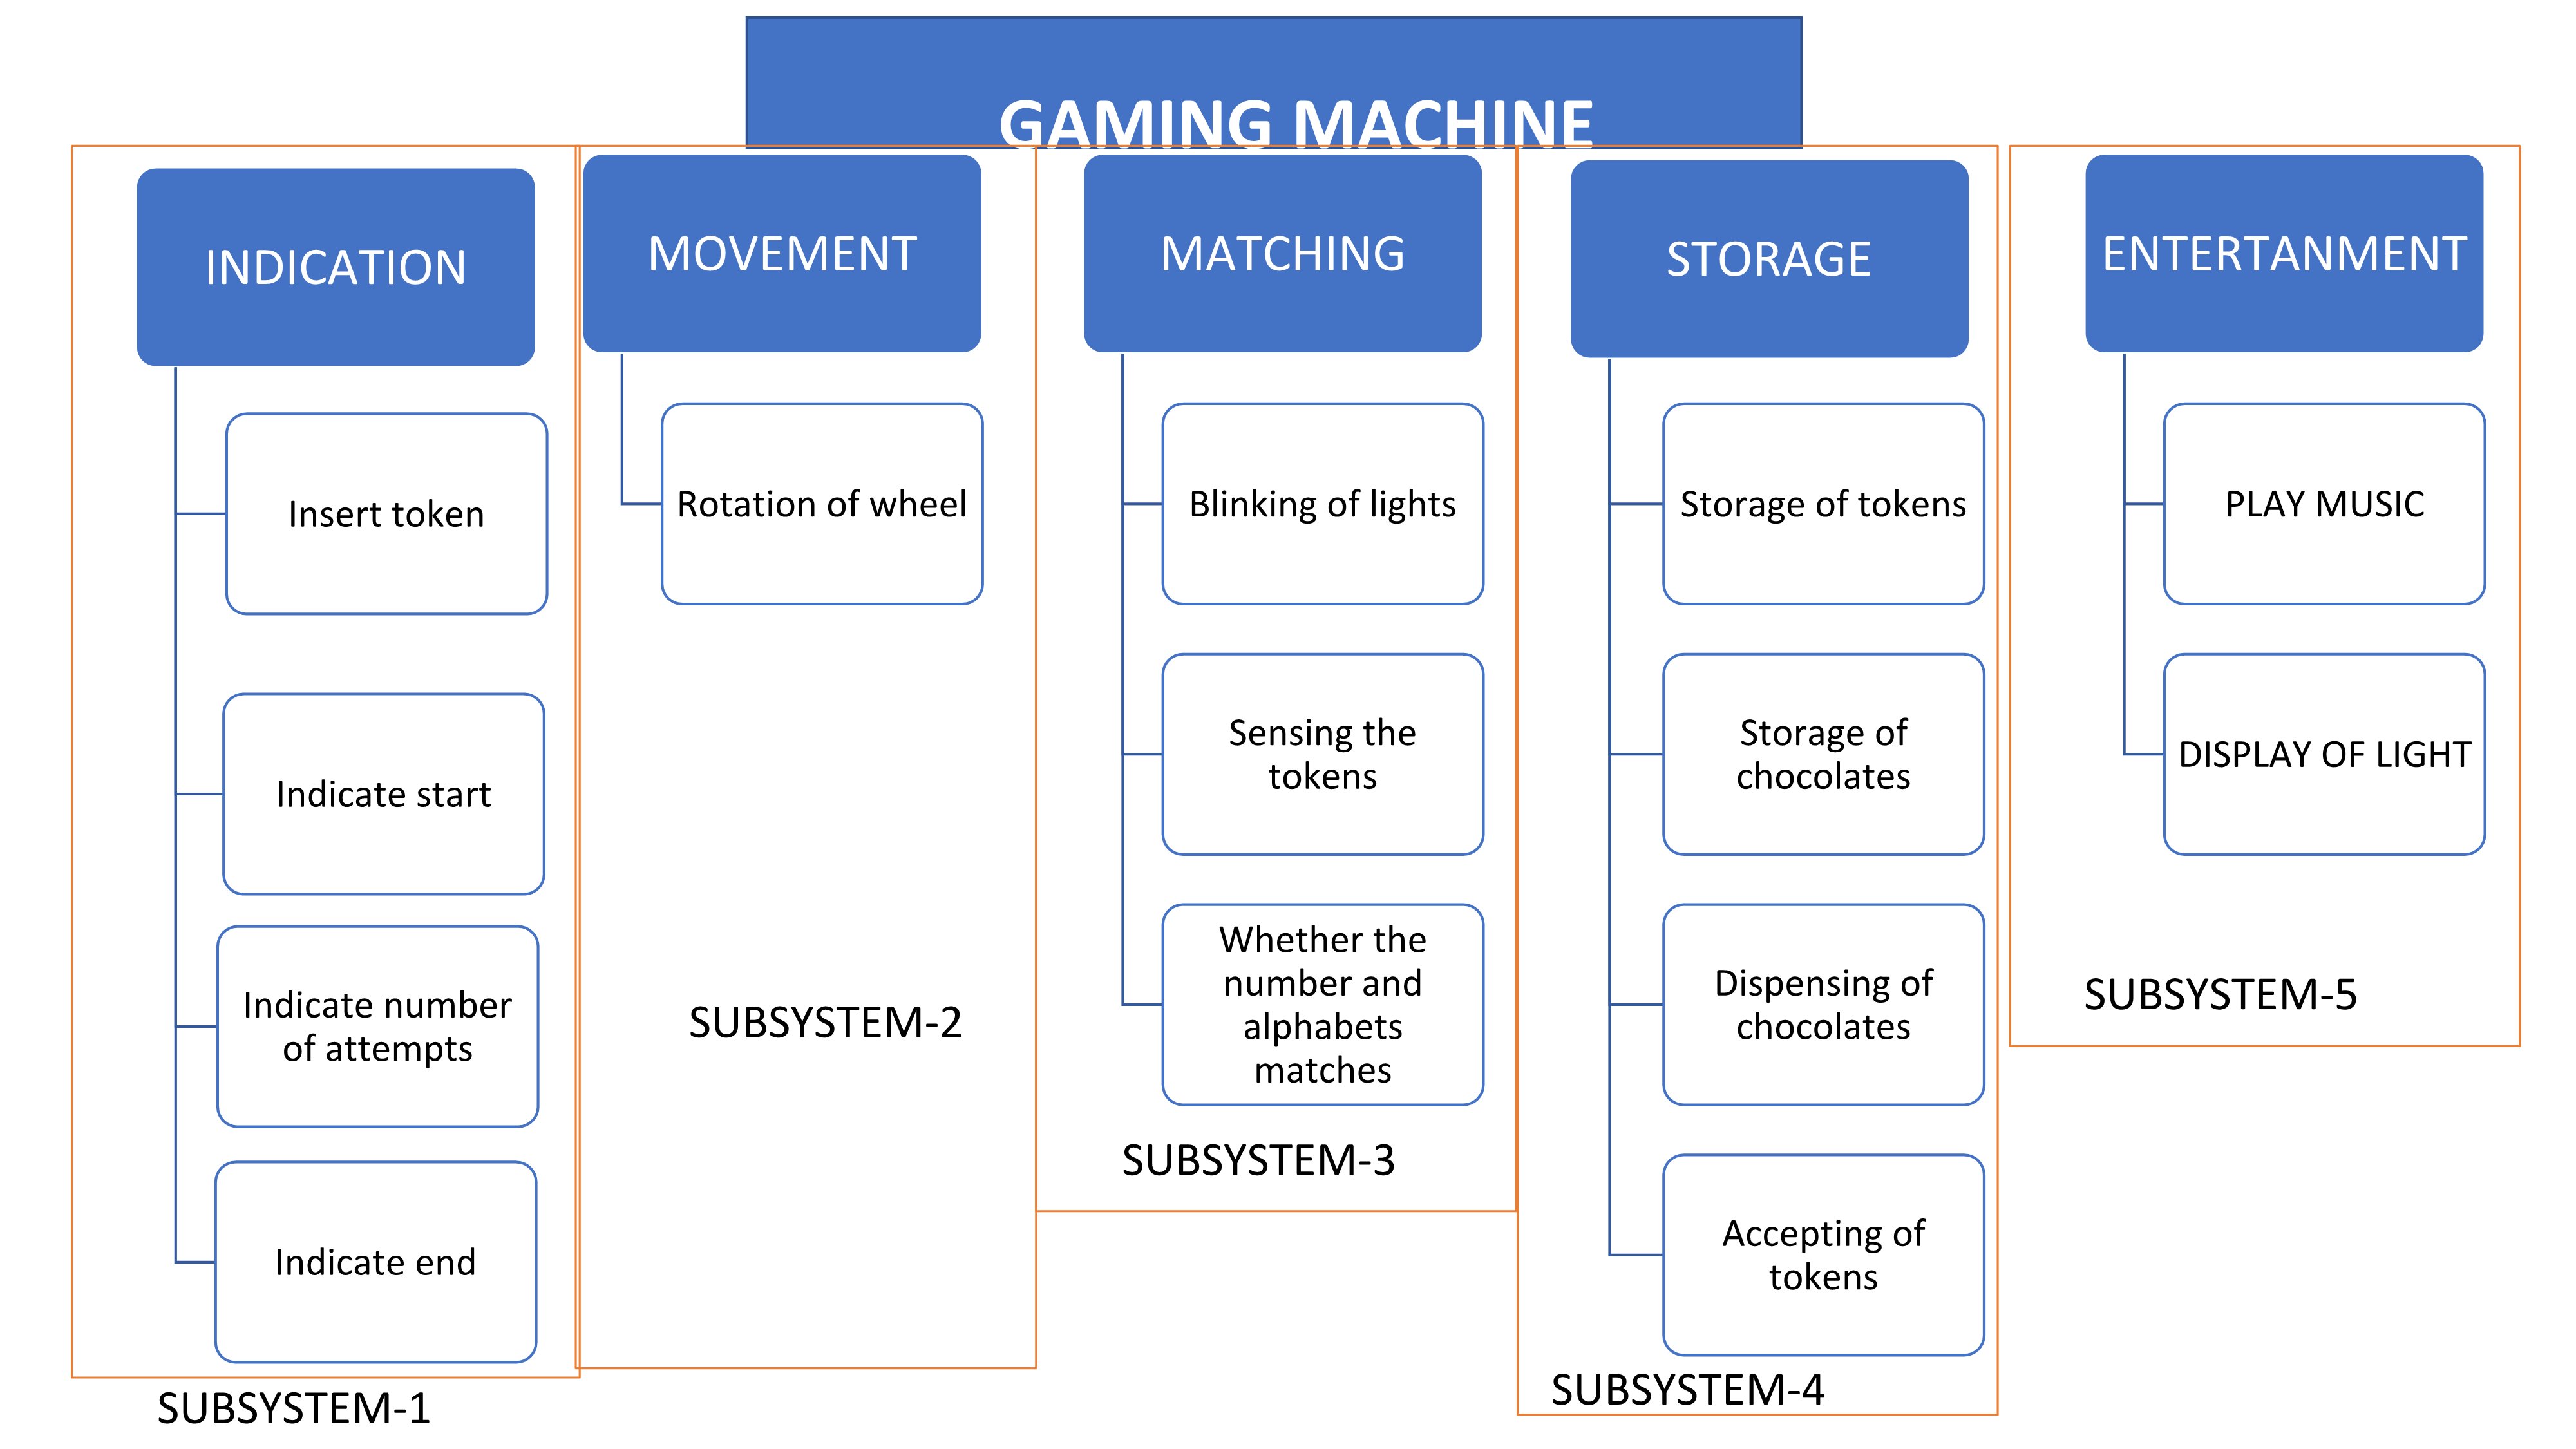 GAMING MACHINE
INDICATION
Insert token
Indicate start
Indicate number
of attempts
Indicate end
SUBSYSTEM-1
MOVEMENT
Rotation of wheel
SUBSYSTEM-2
MATCHING
Blinking of lights
Sensing the
tokens
Whether the
number and
alphabets
matches
SUBSYSTEM-3
STORAGE
Storage of tokens
Storage of
chocolates
Dispensing of
chocolates
Accepting of
tokens
SUBSYSTEM-4
ENTERTANMENT
PLAY MUSIC
DISPLAY OF LIGHT
SUBSYSTEM-5